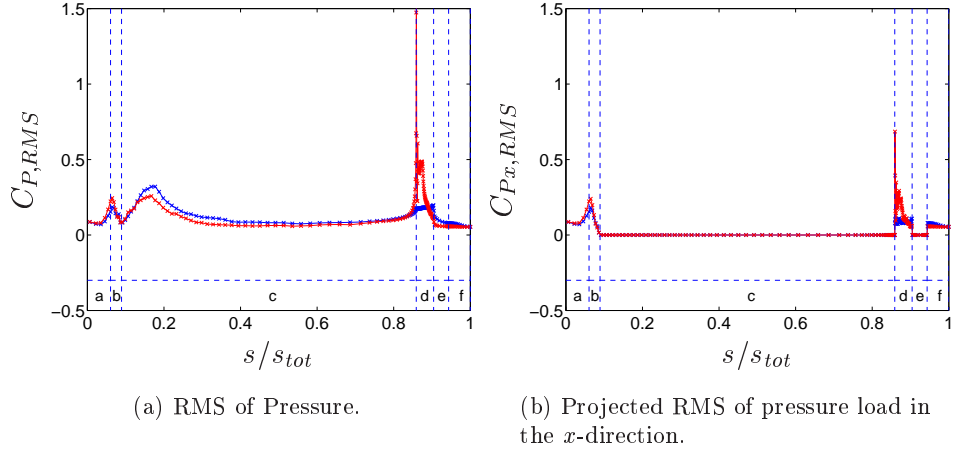 1.5
1
0.5
0
−0.5
C_{P,RMS}
a b c d e f
0 0.2 0.4 0.6 0.8 1
s/s_{tot}
(a) RMS of Pressure.
1.5
1
0.5
0
−0.5
C_{Px,RMS}
a b c d e f
0 0.2 0.4 0.6 0.8 1
s/s_{tot}
(b) Projected RMS of pressure load in
the x-direction.